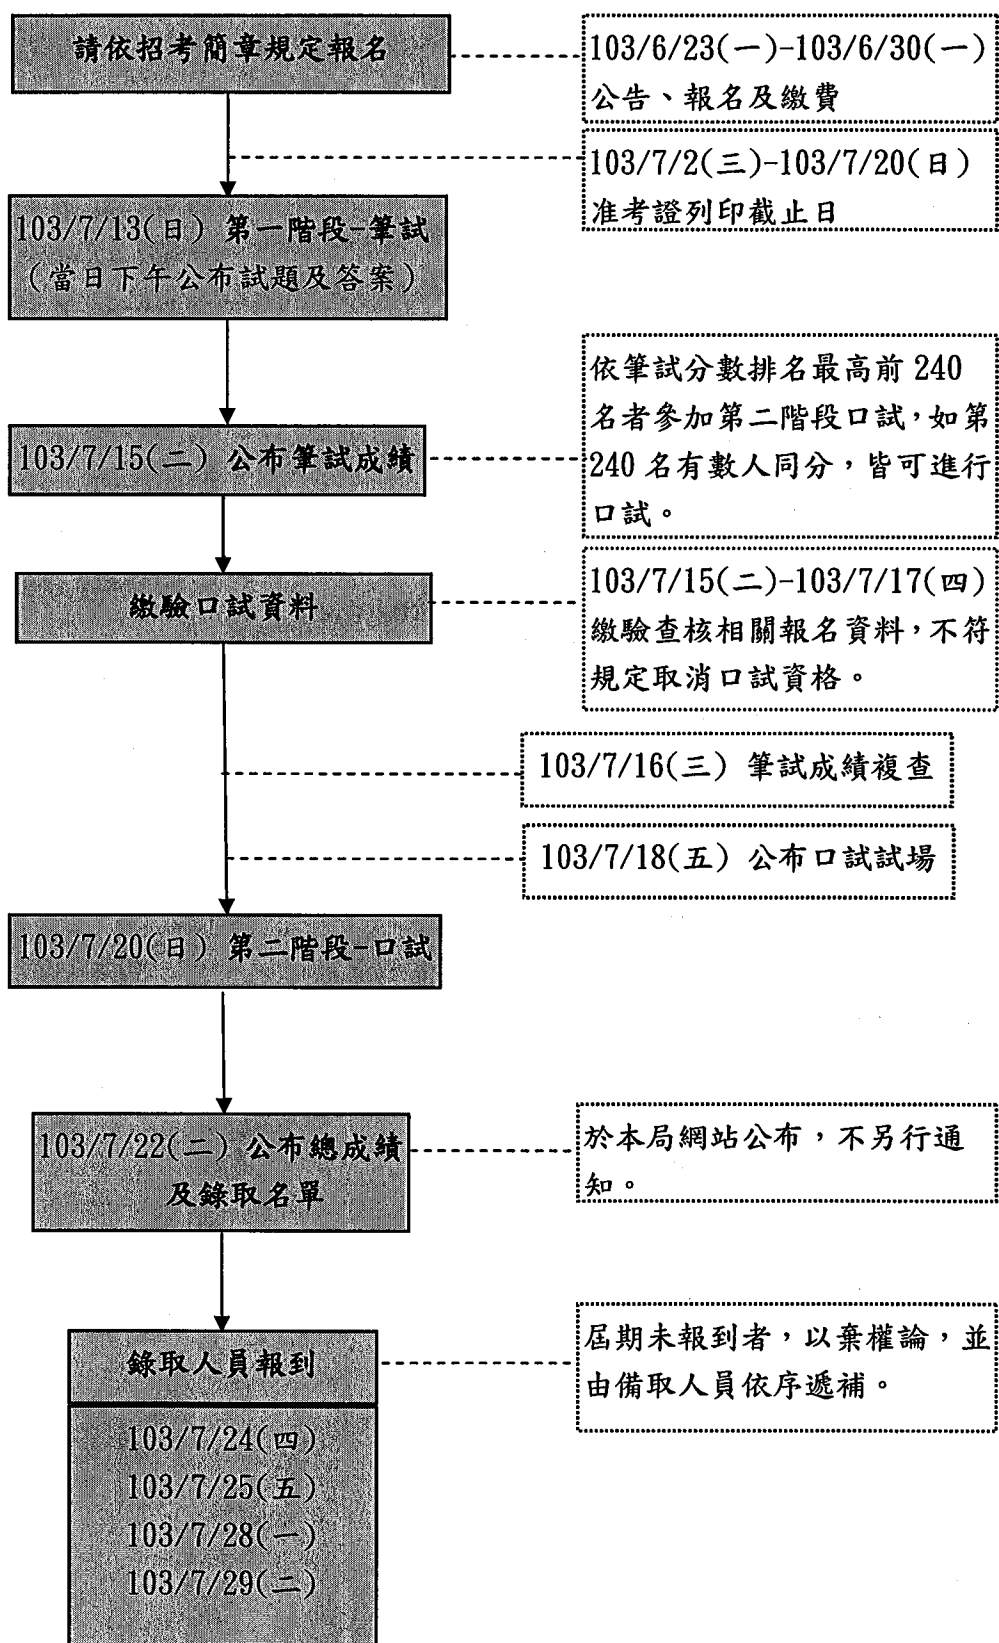 請依招考簡章規定報名
103/6/23(一)-103/6/30(一)
公告、報名及繳費
103/7/2(三)-103/7/20(日)
准考證列印截止日
103/7/13(日) 第一階段-筆試
(當日下午公布試題及答案)
依筆試分數排名最高前 240
名者參加第二階段口試,如第
240 名有數人同分,皆可進行
口試。
103/7/15(二) 公布筆試成績
繳驗口試資料
103/7/15(二)-103/7/17(四)
繳驗查核相關報名資料,不符
規定取消口試資格。
103/7/16(三) 筆試成績複查
103/7/18(五) 公布口試試場
103/7/20(日) 第二階段-口試
103/7/22(二) 公布總成績
及錄取名單
於本局網站公布,不另行通
知。
錄取人員報到
屆期未報到者,以棄權論,並
由備取人員依序遞補。
103/7/24(四)
103/7/25(五)
103/7/28(一)
103/7/29(二)